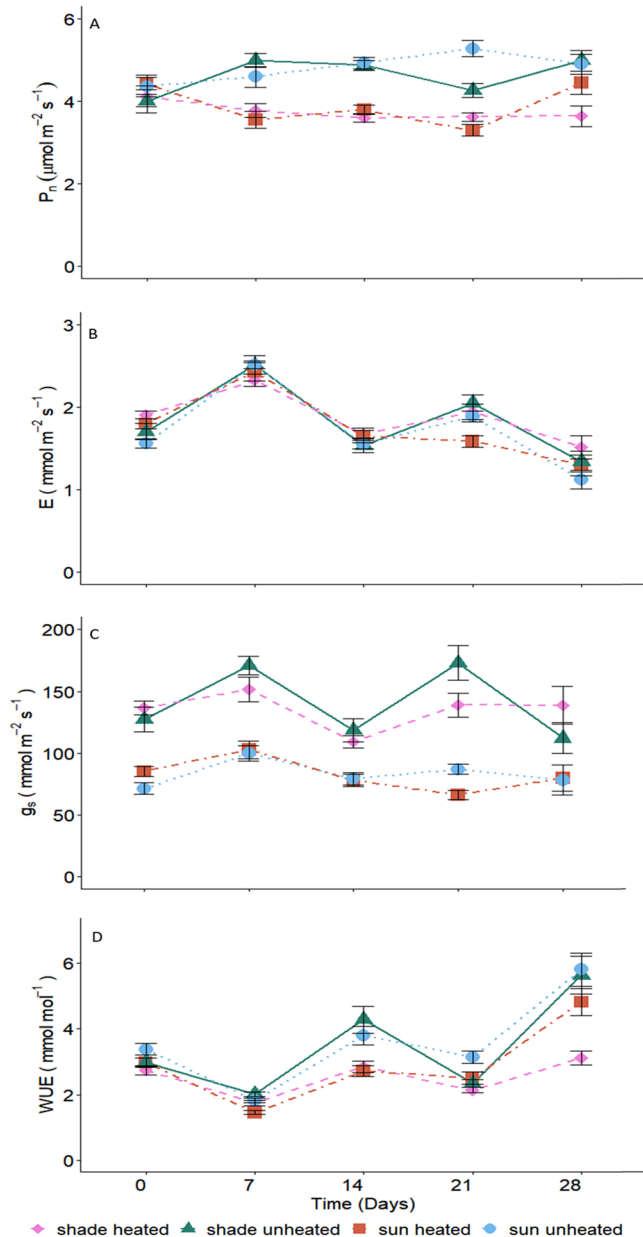 A
6
4
2
0
Pn (μmol m−2 s−1)
B
3
2
1
0
E ( mmol m−2 s−1)
C
200
150
100
50
0
gs ( mmol m−2 s−1)
D
6
4
2
0
WUE ( mmol mol−1)
0 7 14 21 28
Time (Days)
shade heated shade unheated sun heated sun unheated